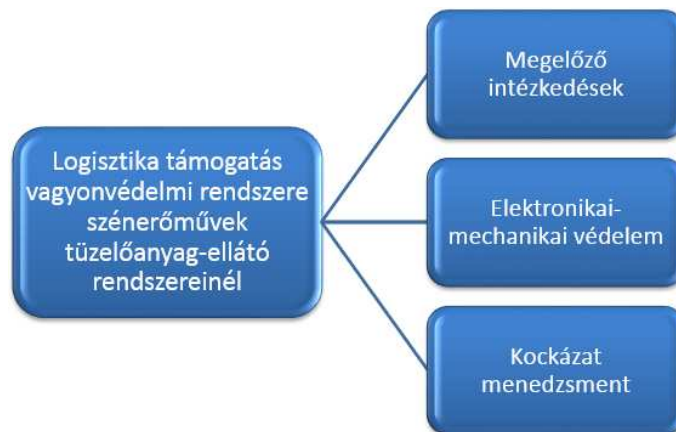 Logisztika támogatás
vagyonvédelmi rendszere
szénerőművek
tüzelőanyag-ellátó
rendszereinél
Megelőző
intézkedések
Elektronikai-
mechanikai védelem
Kockázat
menedzsment